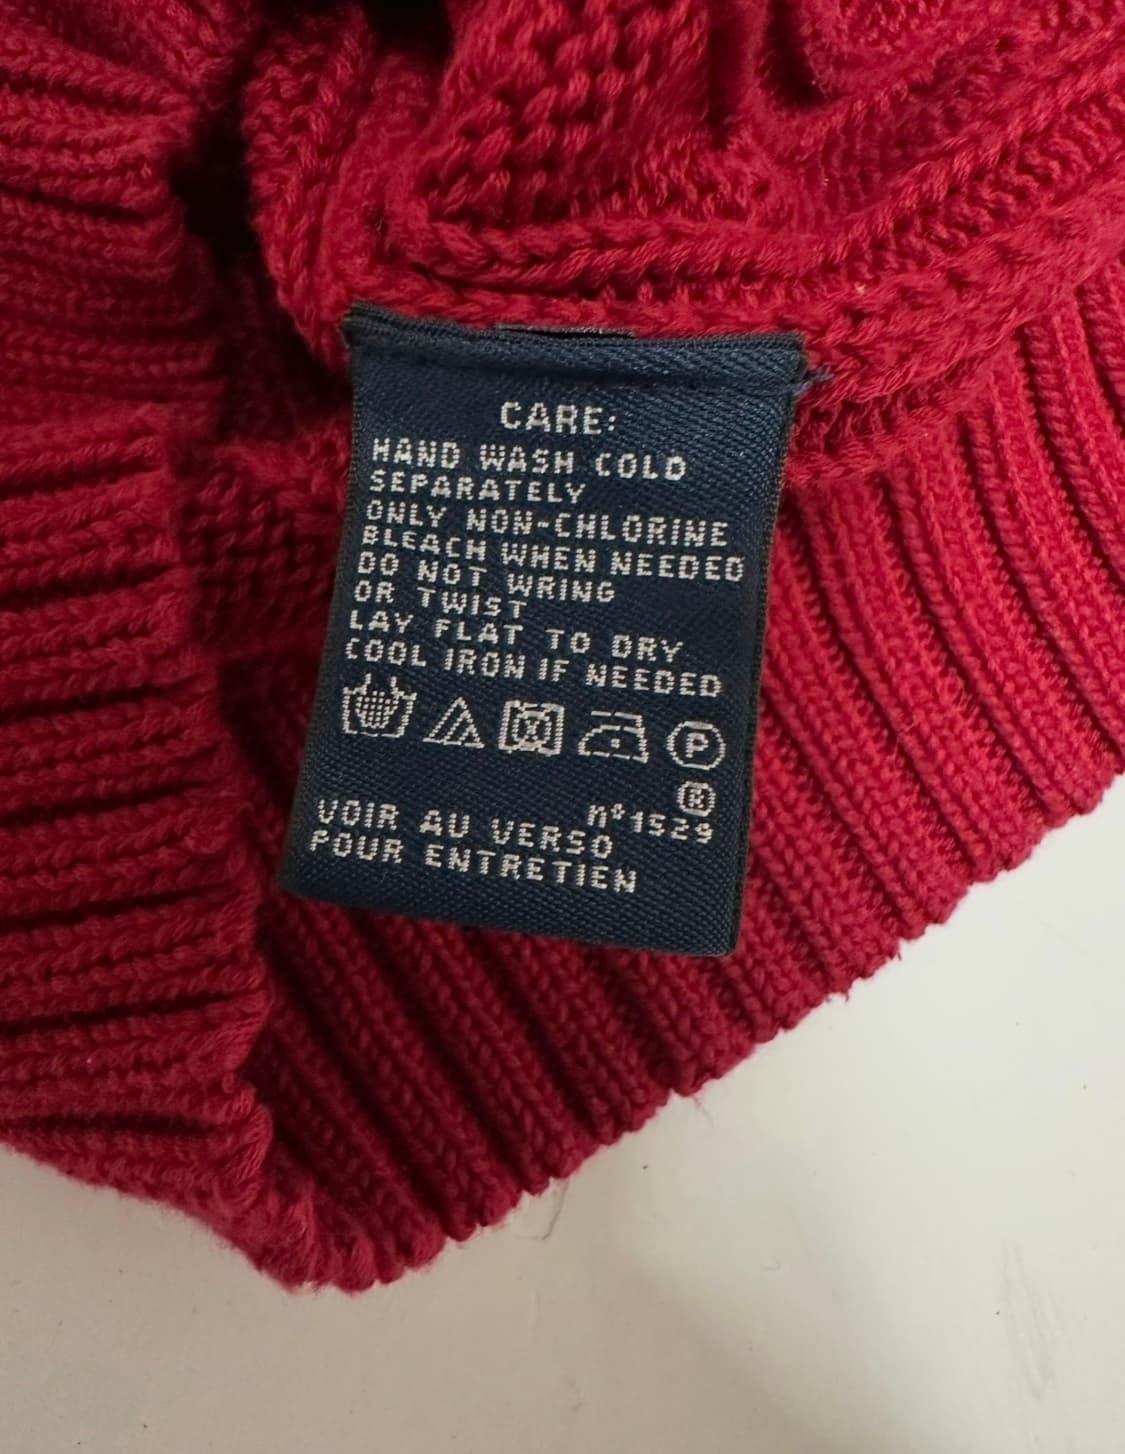 CARE:
HAND WASH COLD
SEPARATELY
ONLY NON-CHLORINE
BLEACH WHEN NEEDED
DO NOT WRING
OR TWIST
LAY FLAT TO DRY
COOL IRON IF NEEDED
P
®
n°1529
VOIR AU VERSO
POUR ENTRETIEN